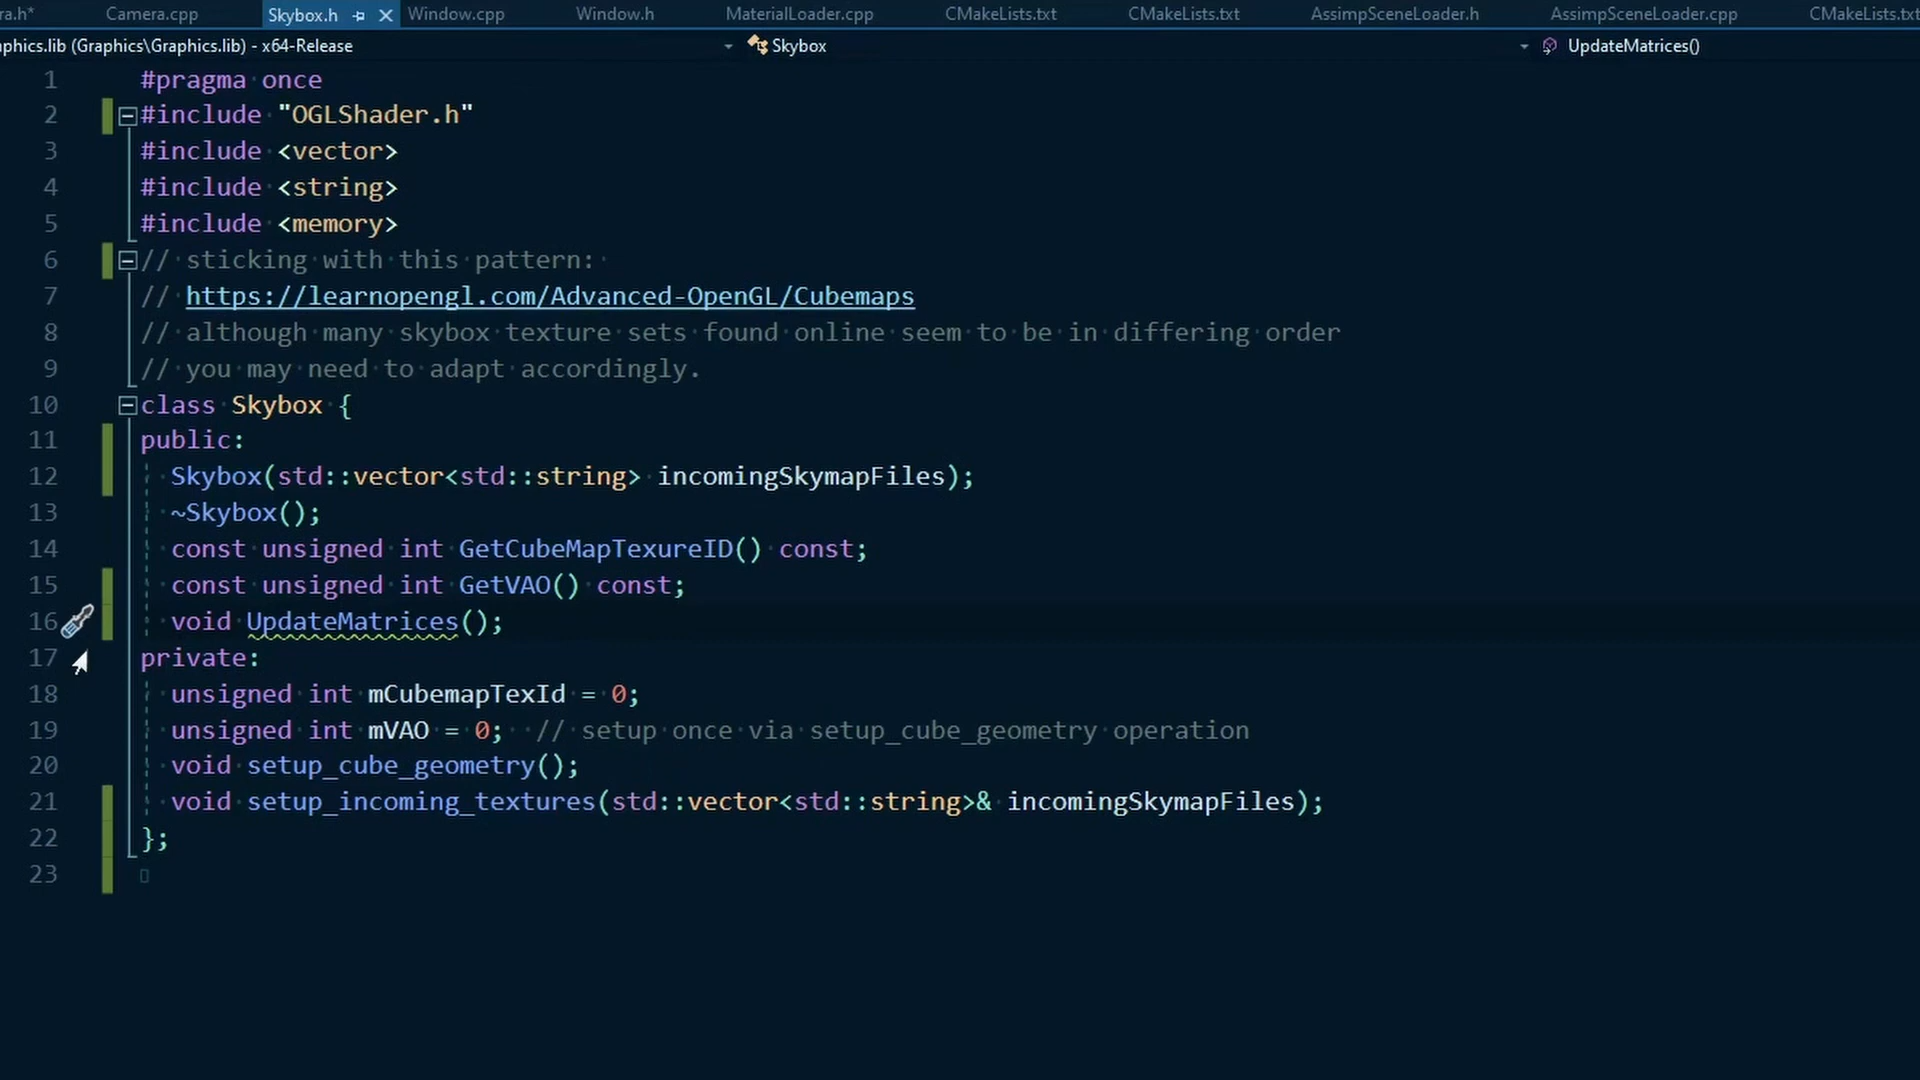 ra.h* Camera.cpp Skybox.h Window.cpp Window.h MaterialLoader.cpp CMakeLists.txt CMakeLists.txt AssimpSceneLoader.h AssimpSceneLoader.cpp CMakeLists.txt
phics.lib (Graphics\Graphics.lib) - x64-Release Skybox UpdateMatrices()
1 #pragma once
2 #include "OGLShader.h"
3 #include <vector>
4 #include <string>
5 #include <memory>
6 // sticking with this pattern:
7 // https://learnopengl.com/Advanced-OpenGL/Cubemaps
8 // although many skybox texture sets found online seem to be in differing order
9 // you may need to adapt accordingly.
10 class Skybox {
11 public:
12 Skybox(std::vector<std::string> incomingSkymapFiles);
13 ~Skybox();
14 const unsigned int GetCubeMapTexureID() const;
15 const unsigned int GetVAO() const;
16 void UpdateMatrices();
17 private:
18 unsigned int mCubemapTexId = 0;
19 unsigned int mVAO = 0; // setup once via setup_cube_geometry operation
20 void setup_cube_geometry();
21 void setup_incoming_textures(std::vector<std::string>& incomingSkymapFiles);
22 };
23